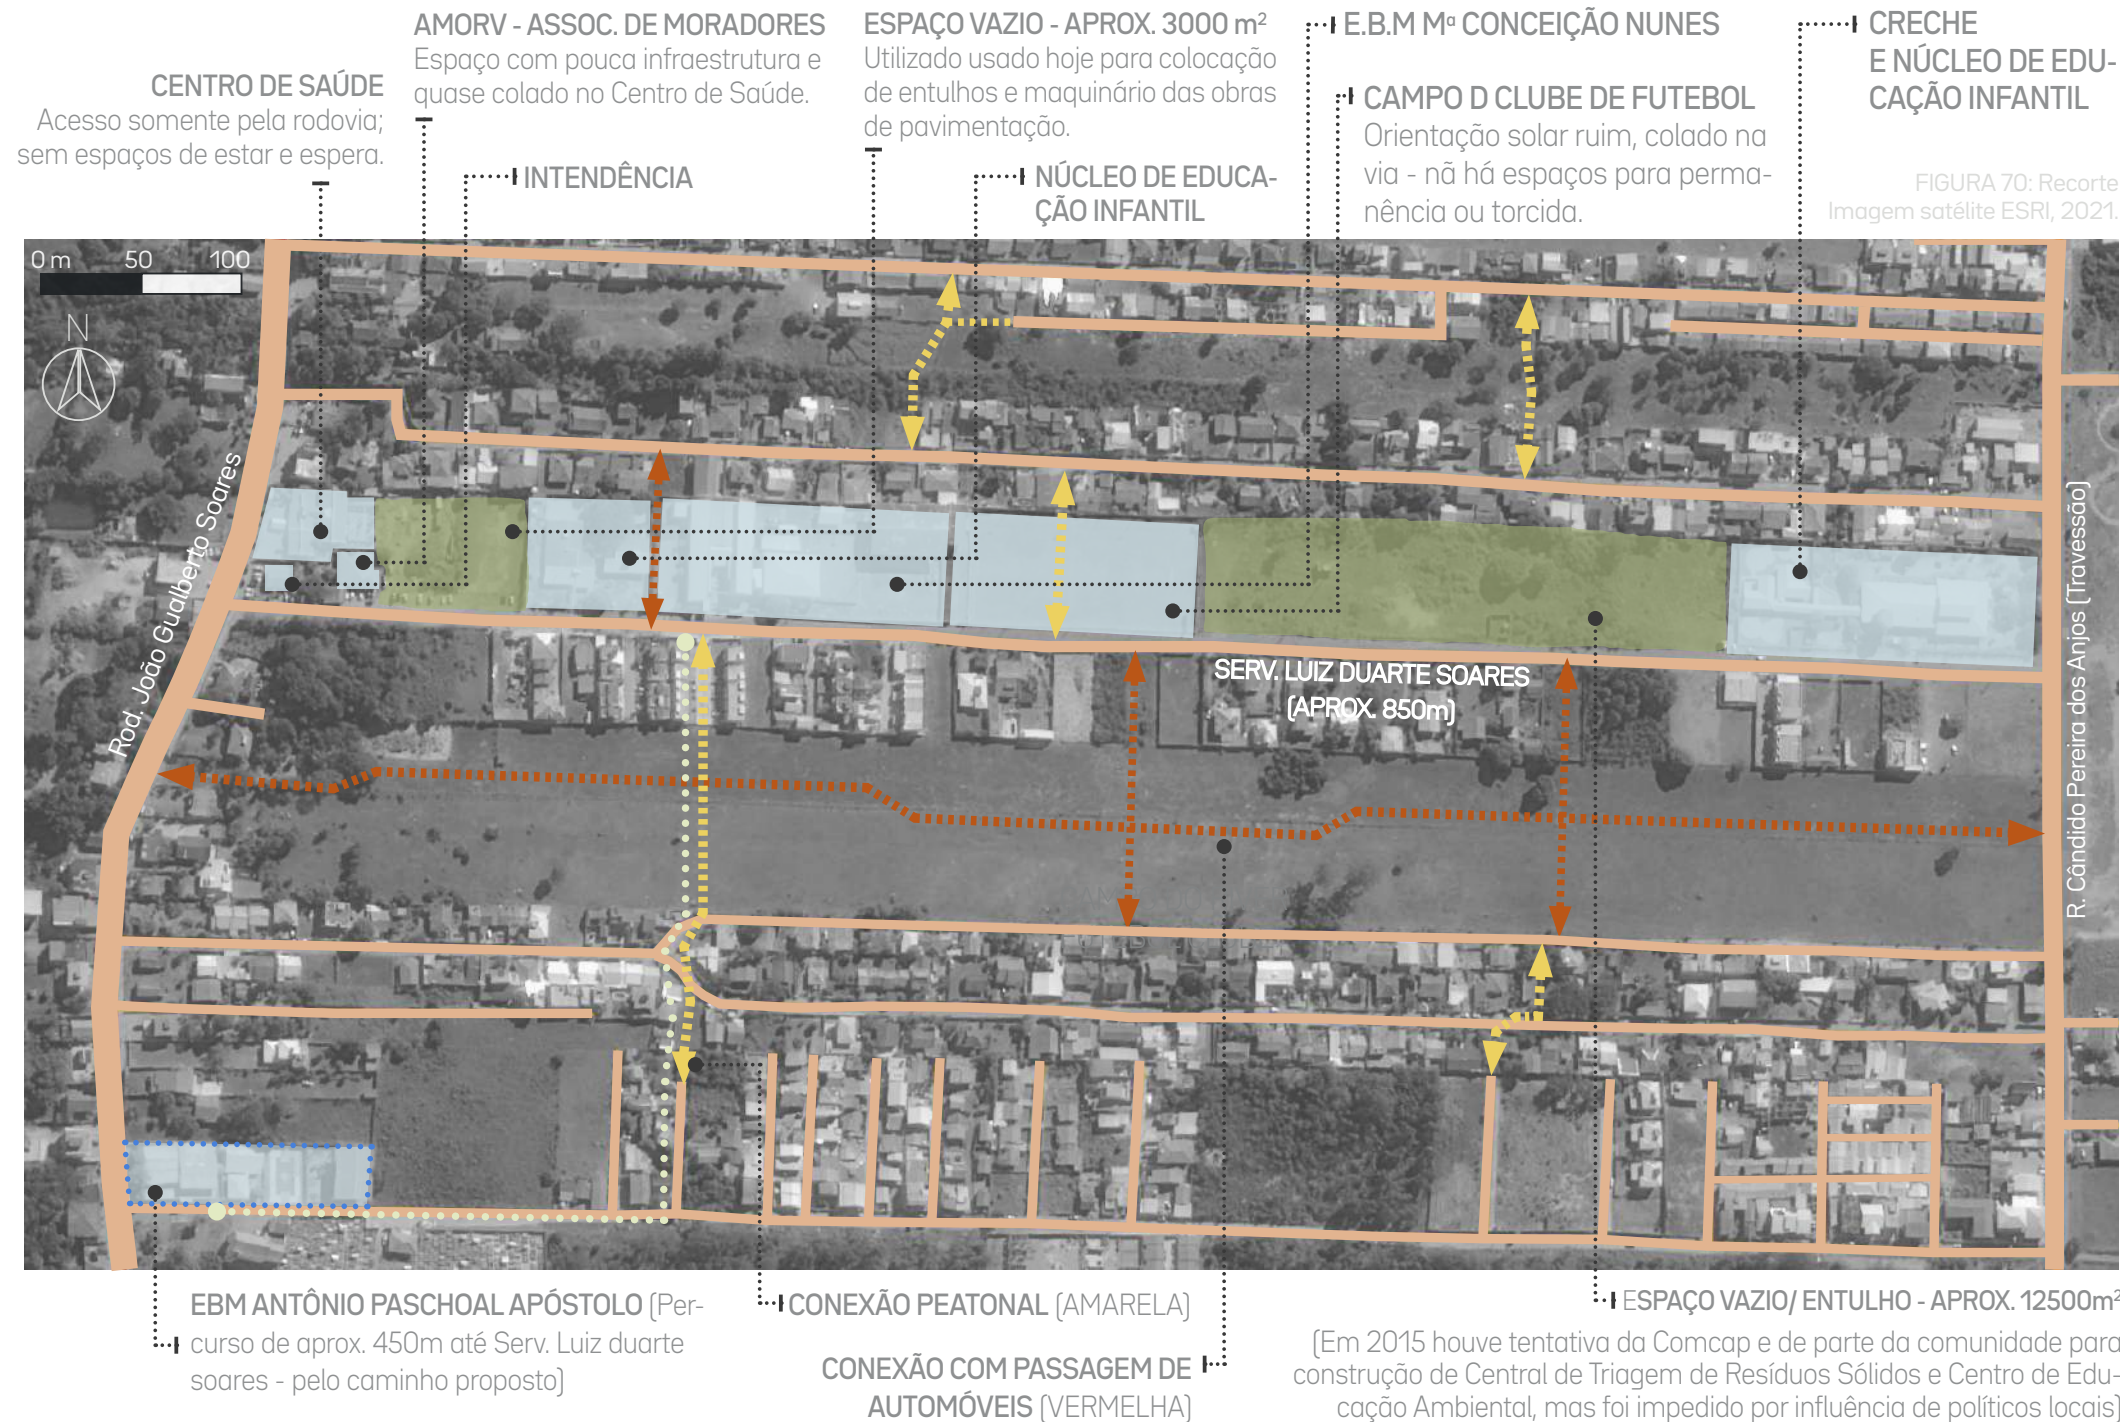 CENTRO DE SAÚDE
Acesso somente pela rodovia;
sem espaços de estar e espera.
AMORV - ASSOC. DE MORADORES
Espaço com pouca infraestrutura e
quase colado no Centro de Saúde.
INTENDÊNCIA
ESPAÇO VAZIO - APROX. 3000 m²
Utilizado usado hoje para colocação
de entulhos e maquinário das obras
de pavimentação.
NÚCLEO DE EDUCA-
ÇÃO INFANTIL
E.B.M Mª CONCEIÇÃO NUNES
CAMPO D CLUBE DE FUTEBOL
Orientação solar ruim, colado na
via - nã há espaços para perma-
nência ou torcida.
CRECHE
E NÚCLEO DE EDU-
CAÇÃO INFANTIL
FIGURA 70: Recorte
Imagem satélite ESRI, 2021.
0 m 50 100
N
Rod. João Gualberto Soares
SERV. LUIZ DUARTE SOARES
(APROX. 850m)
R. Cândido Pereira dos Anjos (Travessão)
EBM ANTÔNIO PASCHOAL APÓSTOLO (Per-
curso de aprox. 450m até Serv. Luiz duarte
soares - pelo caminho proposto)
CONEXÃO PEATONAL (AMARELA)
CONEXÃO COM PASSAGEM DE
AUTOMÓVEIS (VERMELHA)
ESPAÇO VAZIO/ ENTULHO - APROX. 12500m²
(Em 2015 houve tentativa da Comcap e de parte da comunidade para
construção de Central de Triagem de Resíduos Sólidos e Centro de Edu-
cação Ambiental, mas foi impedido por influência de políticos locais)